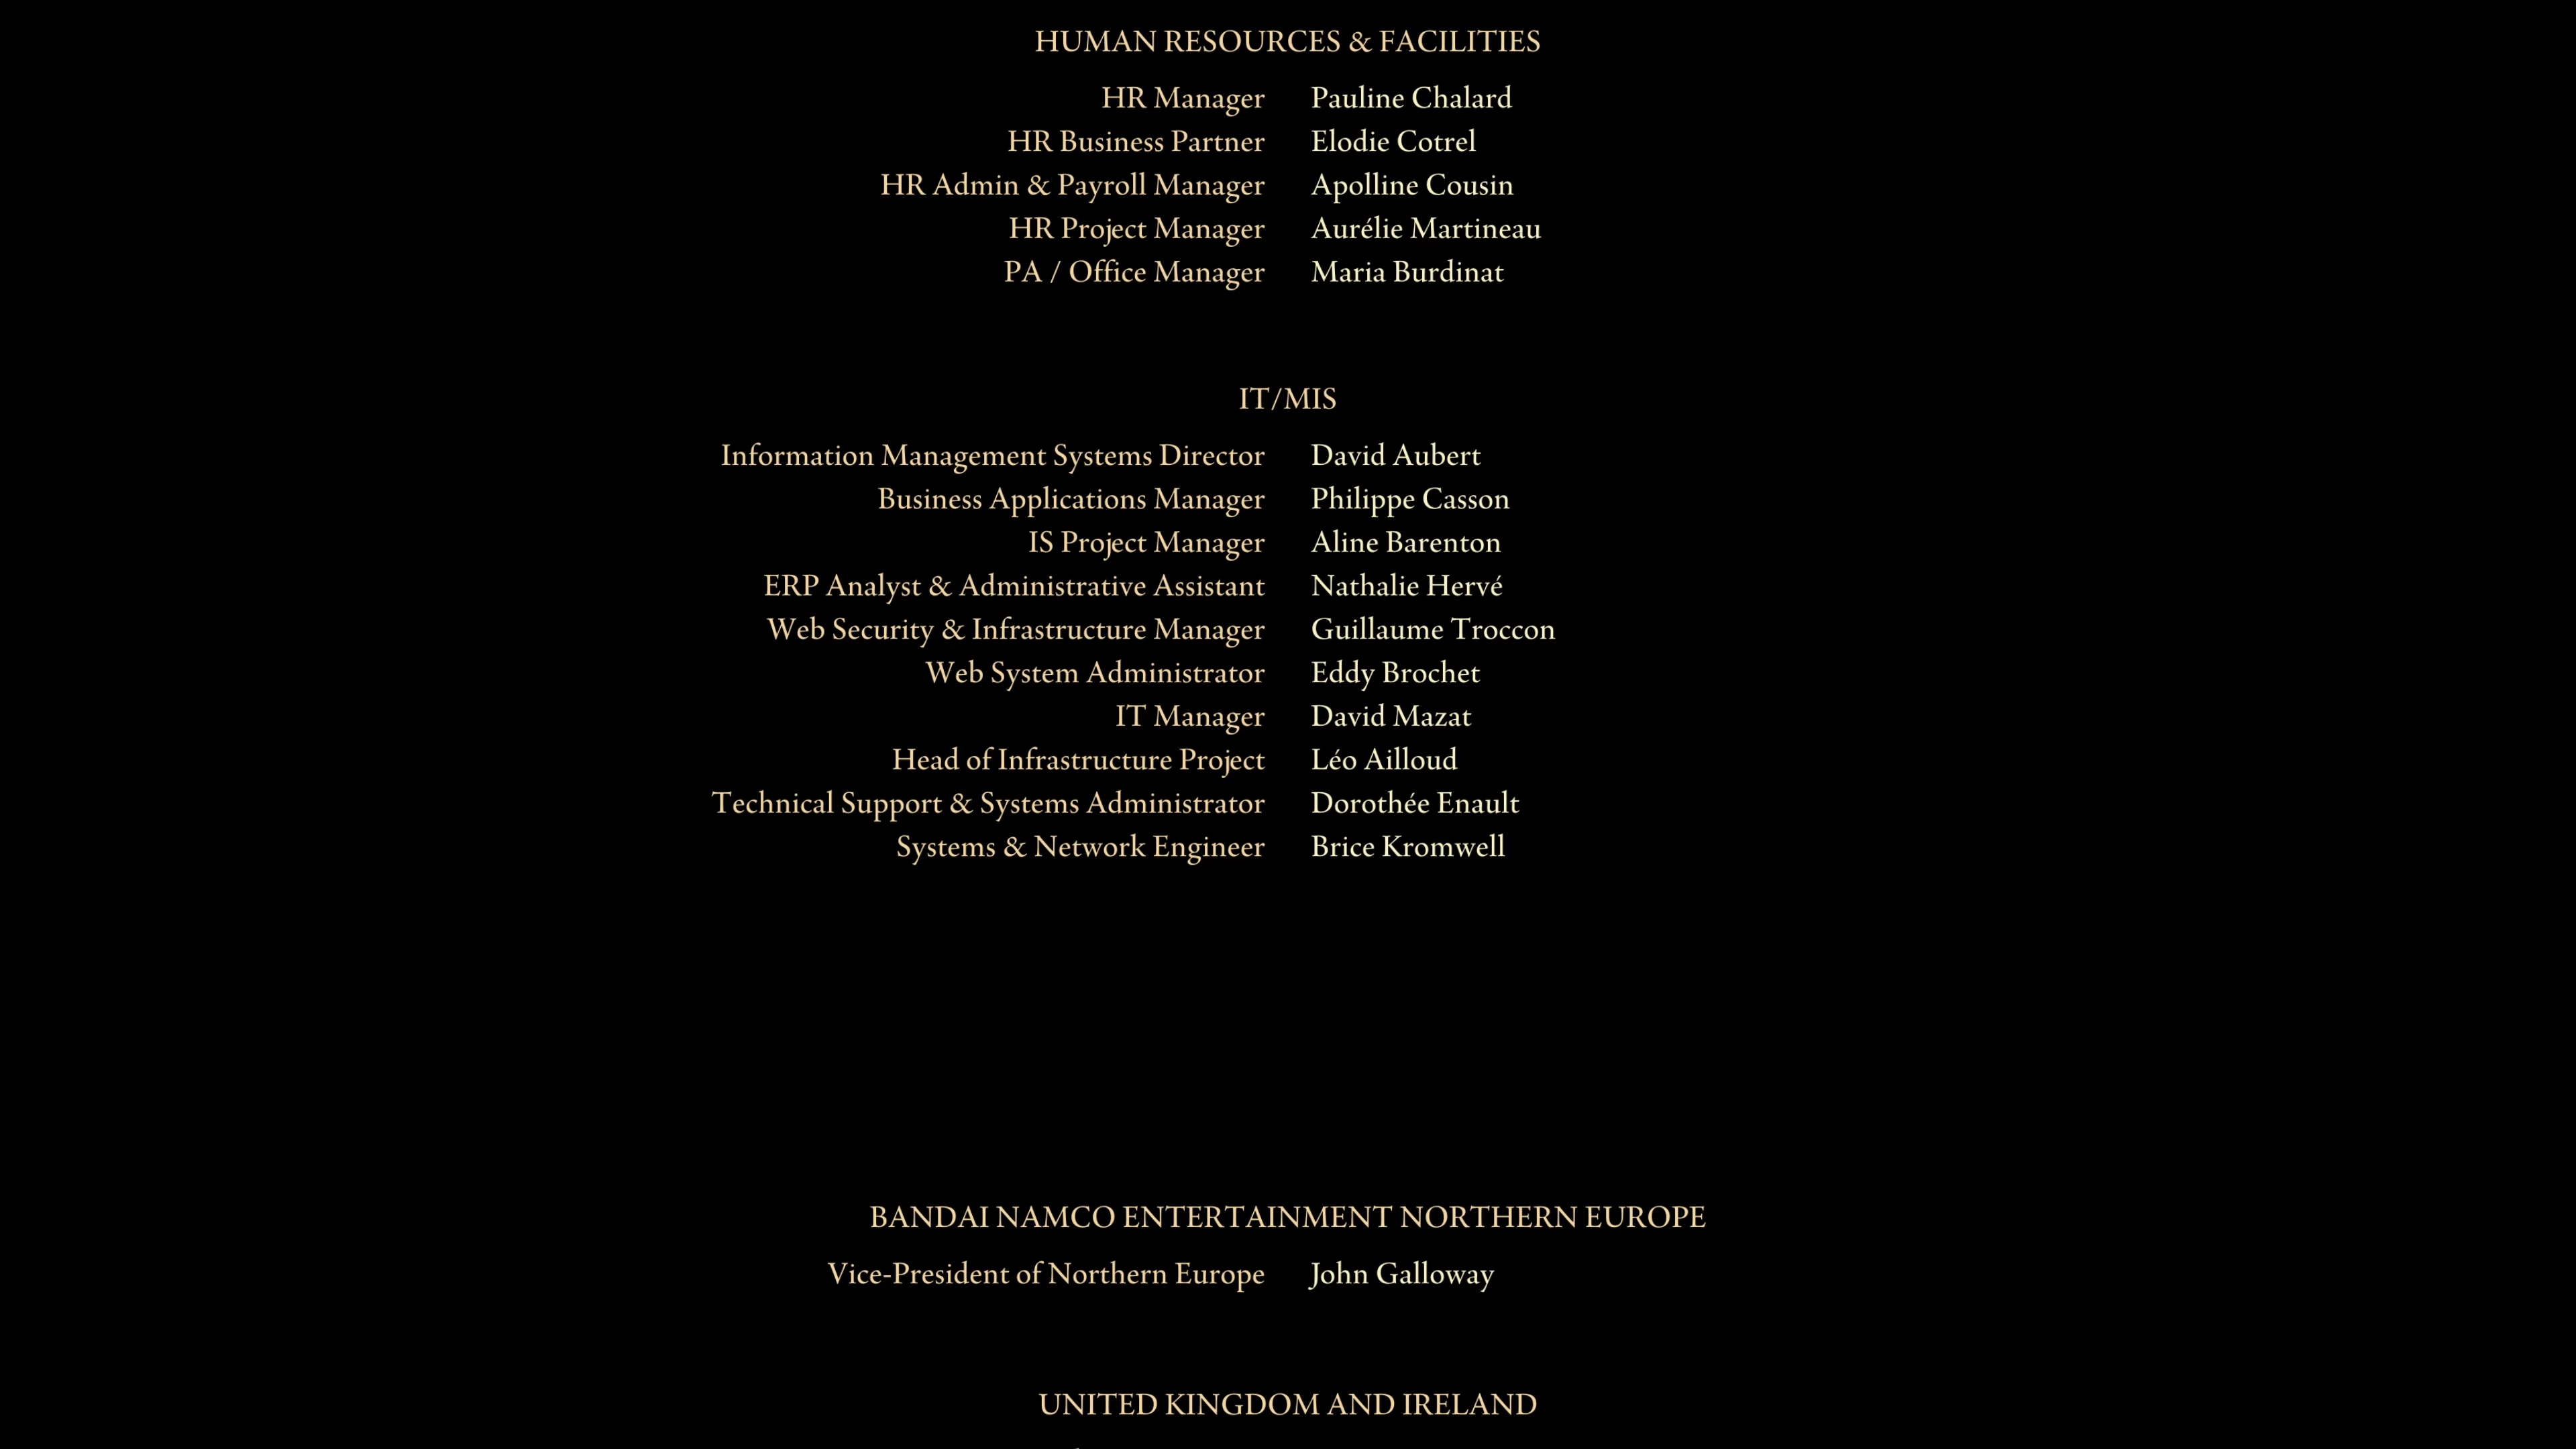 HUMAN RESOURCES & FACILITIES
HR Manager Pauline Chalard
HR Business Partner Elodie Cotrel
HR Admin & Payroll Manager Apolline Cousin
HR Project Manager Aurélie Martineau
PA / Office Manager Maria Burdinat
IT/MIS
Information Management Systems Director David Aubert
Business Applications Manager Philippe Casson
IS Project Manager Aline Barenton
ERP Analyst & Administrative Assistant Nathalie Hervé
Web Security & Infrastructure Manager Guillaume Troccon
Web System Administrator Eddy Brochet
IT Manager David Mazat
Head of Infrastructure Project Léo Ailloud
Technical Support & Systems Administrator Dorothée Enault
Systems & Network Engineer Brice Kromwell
BANDAI NAMCO ENTERTAINMENT NORTHERN EUROPE
Vice-President of Northern Europe John Galloway
UNITED KINGDOM AND IRELAND